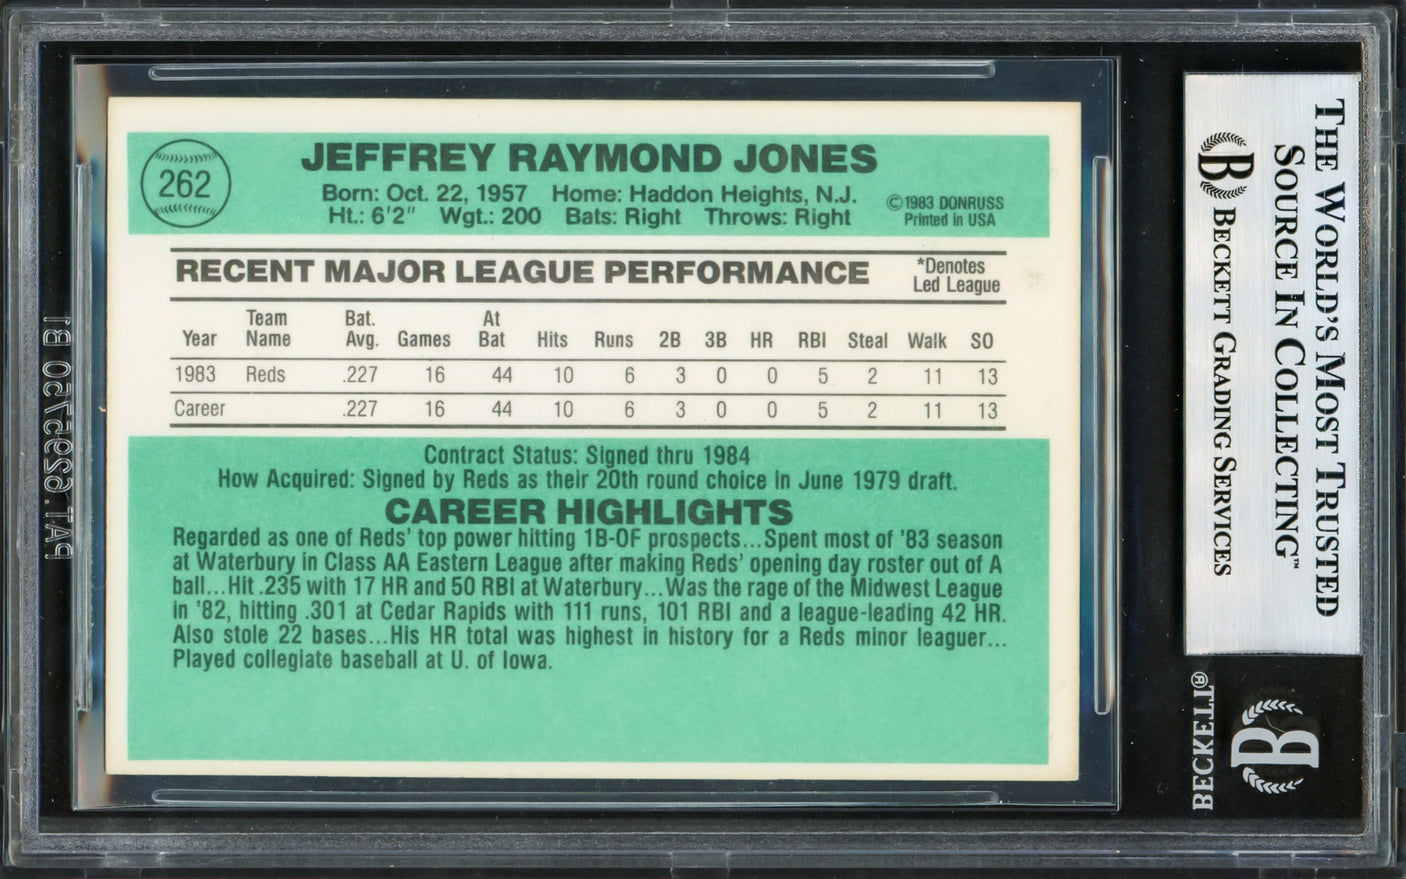 262
JEFFREY RAYMOND JONES
Born: Oct. 22, 1957 Home: Haddon Heights, N.J.
Ht.: 6'2" Wgt.: 200 Bats: Right Throws: Right
©1983 DONRUSS
Printed in USA
RECENT MAJOR LEAGUE PERFORMANCE
*Denotes
Led League
Year Team Name Bat. Avg. Games At Bat Hits Runs 2B 3B HR RBI Steal Walk SO
1983 Reds .227 16 44 10 6 3 0 0 5 2 11 13
Career .227 16 44 10 6 3 0 0 5 2 11 13
Contract Status: Signed thru 1984
How Acquired: Signed by Reds as their 20th round choice in June 1979 draft.
CAREER HIGHLIGHTS
Regarded as one of Reds' top power hitting 1B-OF prospects...Spent most of '83 season
at Waterbury in Class AA Eastern League after making Reds' opening day roster out of A
ball...Hit .235 with 17 HR and 50 RBI at Waterbury...Was the rage of the Midwest League
in '82, hitting .301 at Cedar Rapids with 111 runs, 101 RBI and a league-leading 42 HR.
Also stole 22 bases...His HR total was highest in history for a Reds minor leaguer...
Played collegiate baseball at U. of Iowa.
THE WORLD'S MOST TRUSTED
SOURCE IN COLLECTING™
B BECKETT GRADING SERVICES
B
BECKETT®
PAT. 6295750 B1